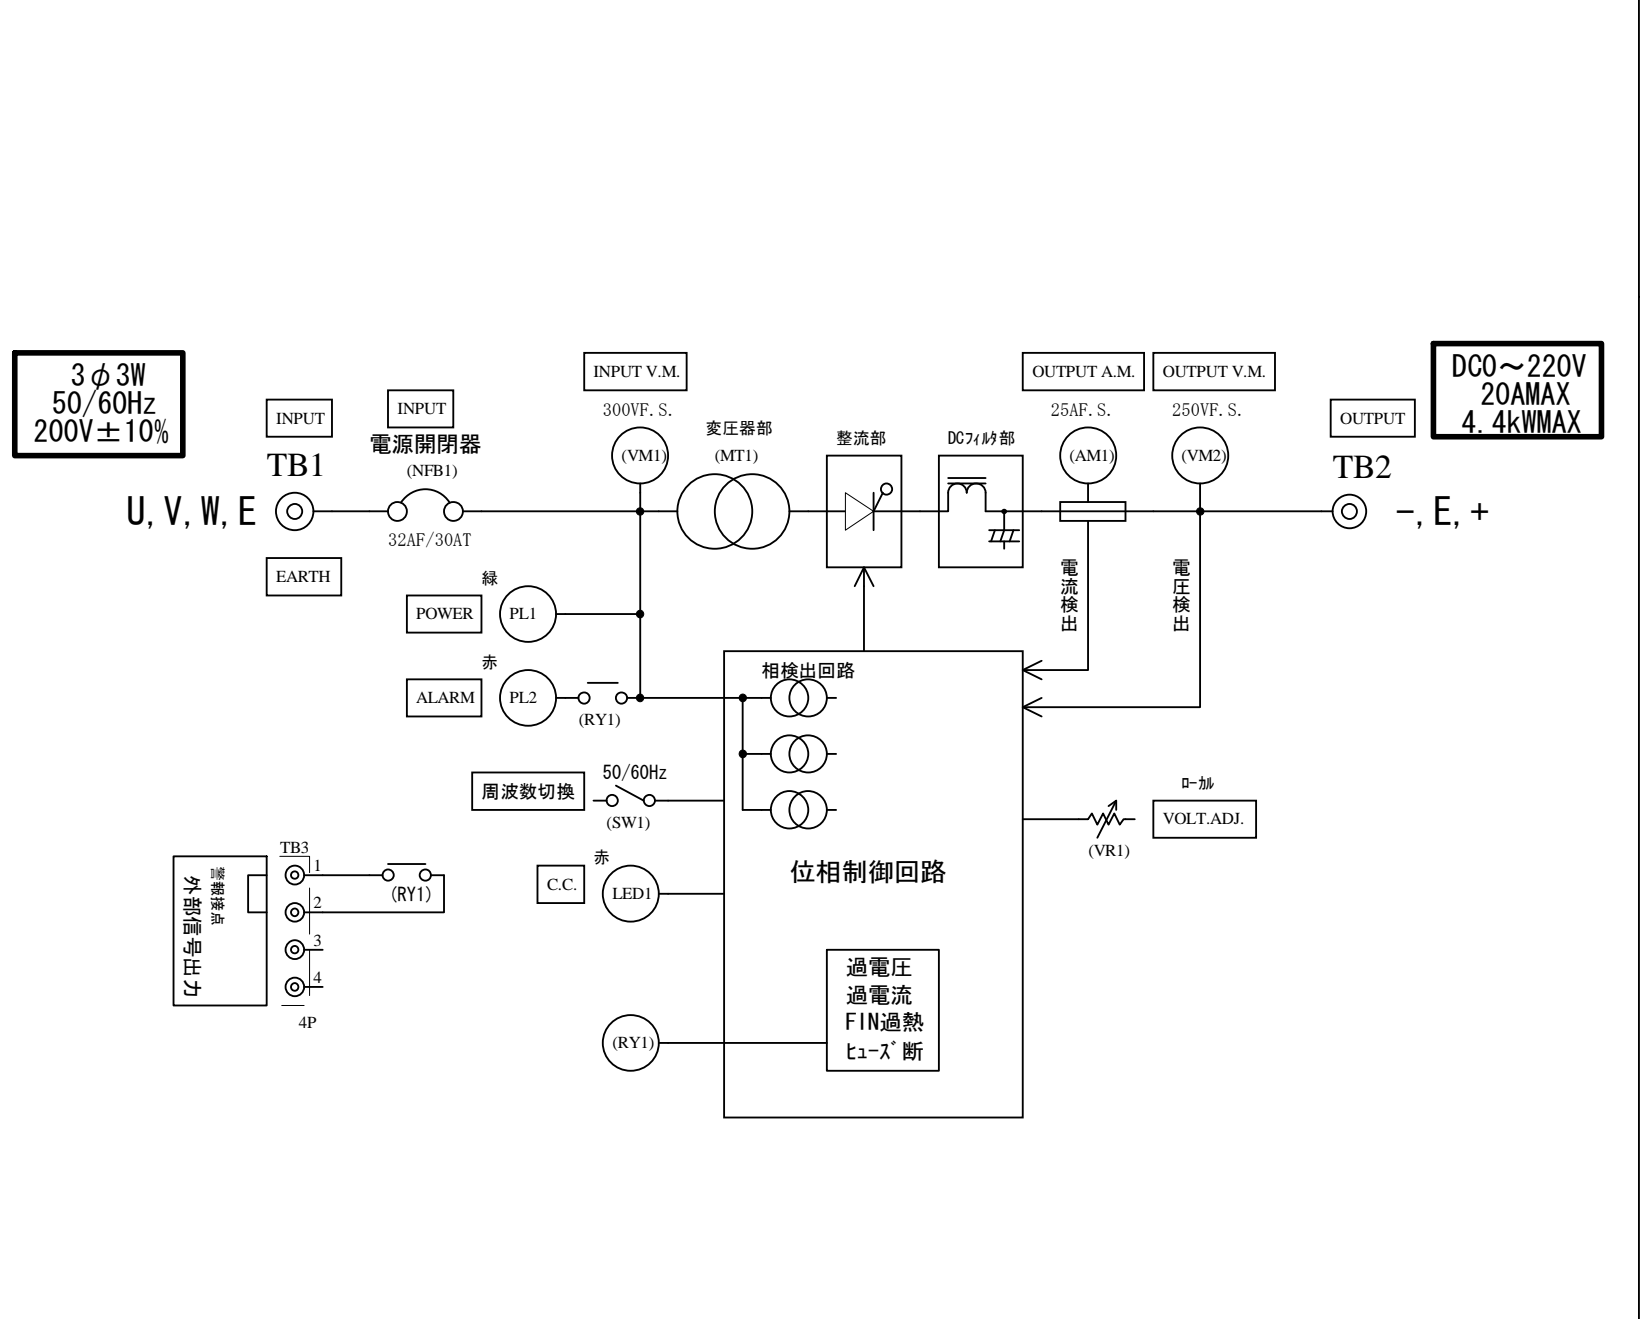 3φ3W
50/60Hz
200V±10%
INPUT
TB1
U,V,W,E
EARTH
INPUT
電源開閉器
(NFB1)
32AF/30AT
INPUT V.M.
300VF.S.
(VM1)
変圧器部
(MT1)
整流部
DCﾌｨﾙﾀ部
OUTPUT A.M.
25AF.S.
(AM1)
OUTPUT V.M.
250VF.S.
(VM2)
OUTPUT
TB2
-,E,+
DC0～220V
20AMAX
4.4kWMAX
電流検出
電圧検出
緑
POWER
PL1
赤
ALARM
PL2
(RY1)
相検出回路
周波数切換
50/60Hz
(SW1)
ﾛｰｶﾙ
VOLT.ADJ.
(VR1)
赤
C.C.
LED1
位相制御回路
過電圧
過電流
FIN過熱
ﾋｭｰｽﾞ断
(RY1)
TB3
1
2
3
4
4P
(RY1)
警報接点
外部信号出力